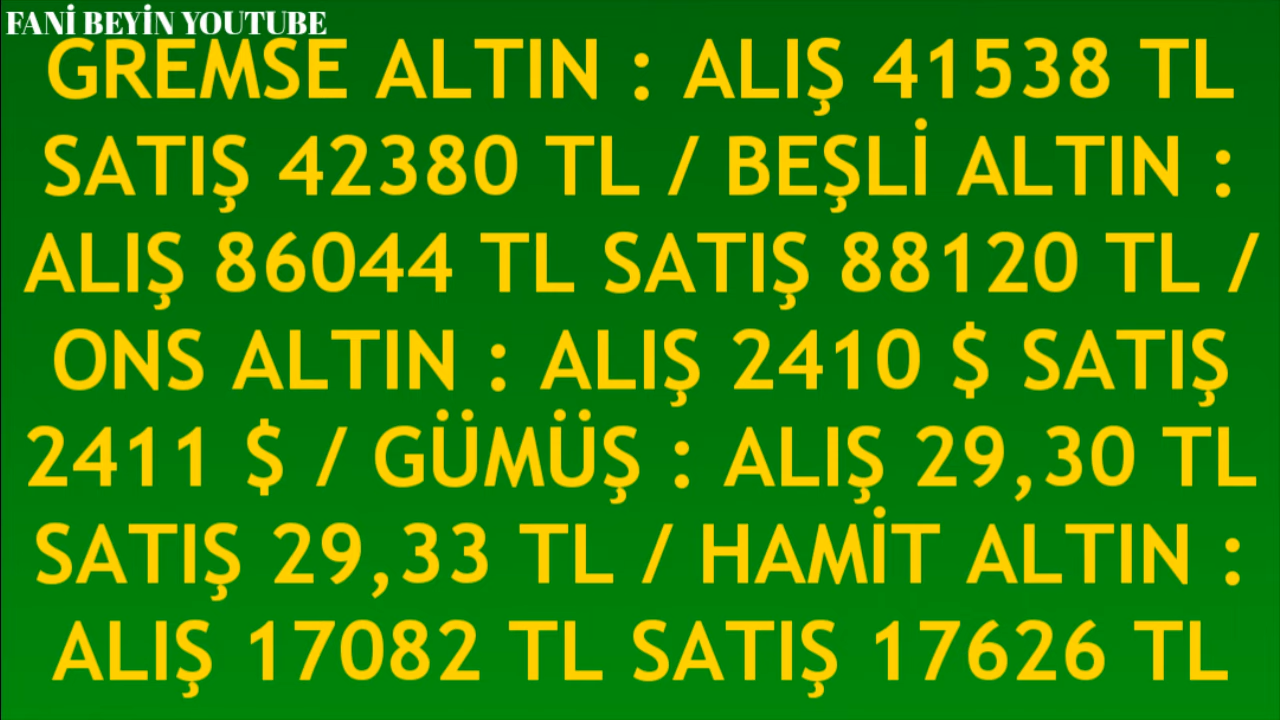 FANİ BEYİN YOUTUBE
GREMSE ALTIN : ALIŞ 41538 TL
SATIŞ 42380 TL / BEŞLİ ALTIN :
ALIŞ 86044 TL SATIŞ 88120 TL /
ONS ALTIN : ALIŞ 2410 $ SATIŞ
2411 $ / GÜMÜŞ : ALIŞ 29,30 TL
SATIŞ 29,33 TL / HAMİT ALTIN :
ALIŞ 17082 TL SATIŞ 17626 TL